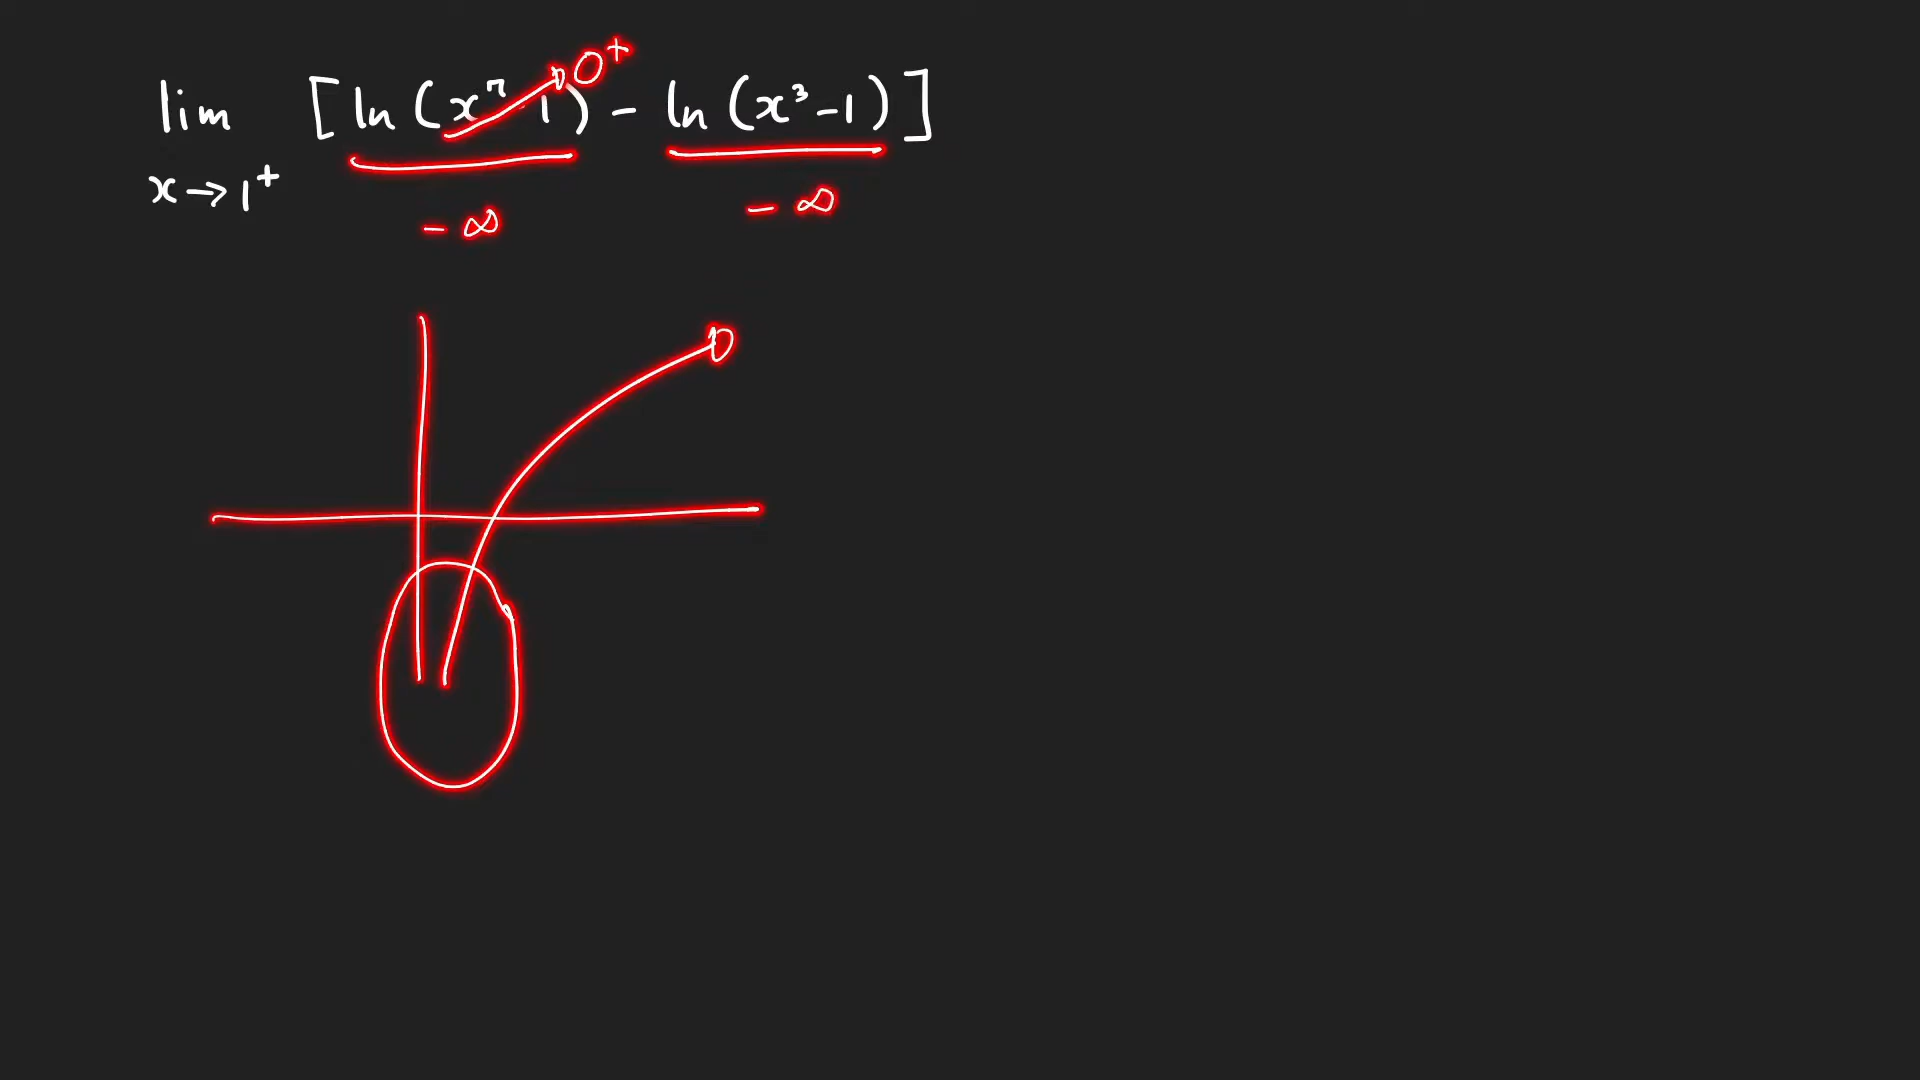 0⁺
lim [ln (x⁷-1) - ln (x³-1)]
x→1⁺
-∞ -∞